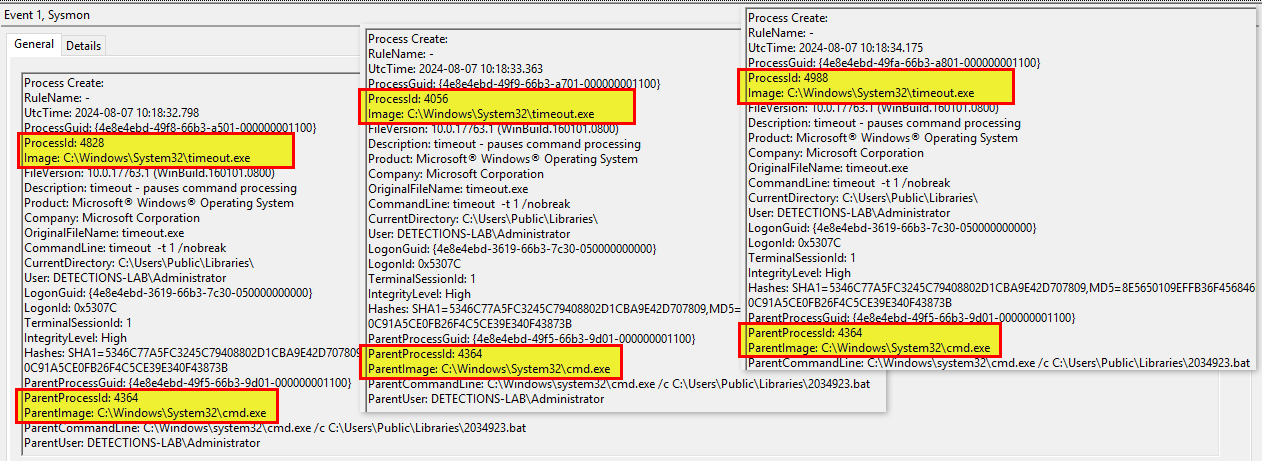 Event 1, Sysmon
General
Details
Process Create:
RuleName: -
UtcTime: 2024-08-07 10:18:32.798
ProcessGuid: {4e8e4ebd-49f8-66b3-a501-000000001100}
ProcessId: 4828
Image: C:\Windows\System32\timeout.exe
FileVersion: 10.0.17763.1 (WinBuild.160101.0800)
Description: timeout - pauses command processing
Product: Microsoft® Windows® Operating System
Company: Microsoft Corporation
OriginalFileName: timeout.exe
CommandLine: timeout  -t 1 /nobreak
CurrentDirectory: C:\Users\Public\Libraries\
User: DETECTIONS-LAB\Administrator
LogonGuid: {4e8e4ebd-3619-66b3-7c30-050000000000}
LogonId: 0x5307C
TerminalSessionId: 1
IntegrityLevel: High
Hashes: SHA1=5346C77A5FC3245C79408802D1CBA9E42D707809
0C91A5CE0FB26F4C5CE39E340F43873B
ParentProcessGuid: {4e8e4ebd-49f5-66b3-9d01-000000001100}
ParentProcessId: 4364
ParentImage: C:\Windows\System32\cmd.exe
ParentCommandLine: C:\Windows\system32\cmd.exe /c C:\Users\Public\Libraries\2034923.bat
ParentUser: DETECTIONS-LAB\Administrator
Process Create:
RuleName: -
UtcTime: 2024-08-07 10:18:33.363
ProcessGuid: {4e8e4ebd-49f9-66b3-a701-000000001100}
ProcessId: 4056
Image: C:\Windows\System32\timeout.exe
FileVersion: 10.0.17763.1 (WinBuild.160101.0800)
Description: timeout - pauses command processing
Product: Microsoft® Windows® Operating System
Company: Microsoft Corporation
OriginalFileName: timeout.exe
CommandLine: timeout  -t 1 /nobreak
CurrentDirectory: C:\Users\Public\Libraries\
User: DETECTIONS-LAB\Administrator
LogonGuid: {4e8e4ebd-3619-66b3-7c30-050000000000}
LogonId: 0x5307C
TerminalSessionId: 1
IntegrityLevel: High
Hashes: SHA1=5346C77A5FC3245C79408802D1CBA9E42D707809,MD5=
0C91A5CE0FB26F4C5CE39E340F43873B
ParentProcessGuid: {4e8e4ebd-49f5-66b3-9d01-000000001100}
ParentProcessId: 4364
ParentImage: C:\Windows\System32\cmd.exe
ParentCommandLine: C:\Windows\system32\cmd.exe /c C:\Users\Public\Libraries\2034923.bat
ParentUser: DETECTIONS-LAB\Administrator
Process Create:
RuleName: -
UtcTime: 2024-08-07 10:18:34.175
ProcessGuid: {4e8e4ebd-49fa-66b3-a801-000000001100}
ProcessId: 4988
Image: C:\Windows\System32\timeout.exe
FileVersion: 10.0.17763.1 (WinBuild.160101.0800)
Description: timeout - pauses command processing
Product: Microsoft® Windows® Operating System
Company: Microsoft Corporation
OriginalFileName: timeout.exe
CommandLine: timeout  -t 1 /nobreak
CurrentDirectory: C:\Users\Public\Libraries\
User: DETECTIONS-LAB\Administrator
LogonGuid: {4e8e4ebd-3619-66b3-7c30-050000000000}
LogonId: 0x5307C
TerminalSessionId: 1
IntegrityLevel: High
Hashes: SHA1=5346C77A5FC3245C79408802D1CBA9E42D707809,MD5=8E5650109EFFB36F456846
0C91A5CE0FB26F4C5CE39E340F43873B
ParentProcessGuid: {4e8e4ebd-49f5-66b3-9d01-000000001100}
ParentProcessId: 4364
ParentImage: C:\Windows\System32\cmd.exe
ParentCommandLine: C:\Windows\system32\cmd.exe /c C:\Users\Public\Libraries\2034923.bat